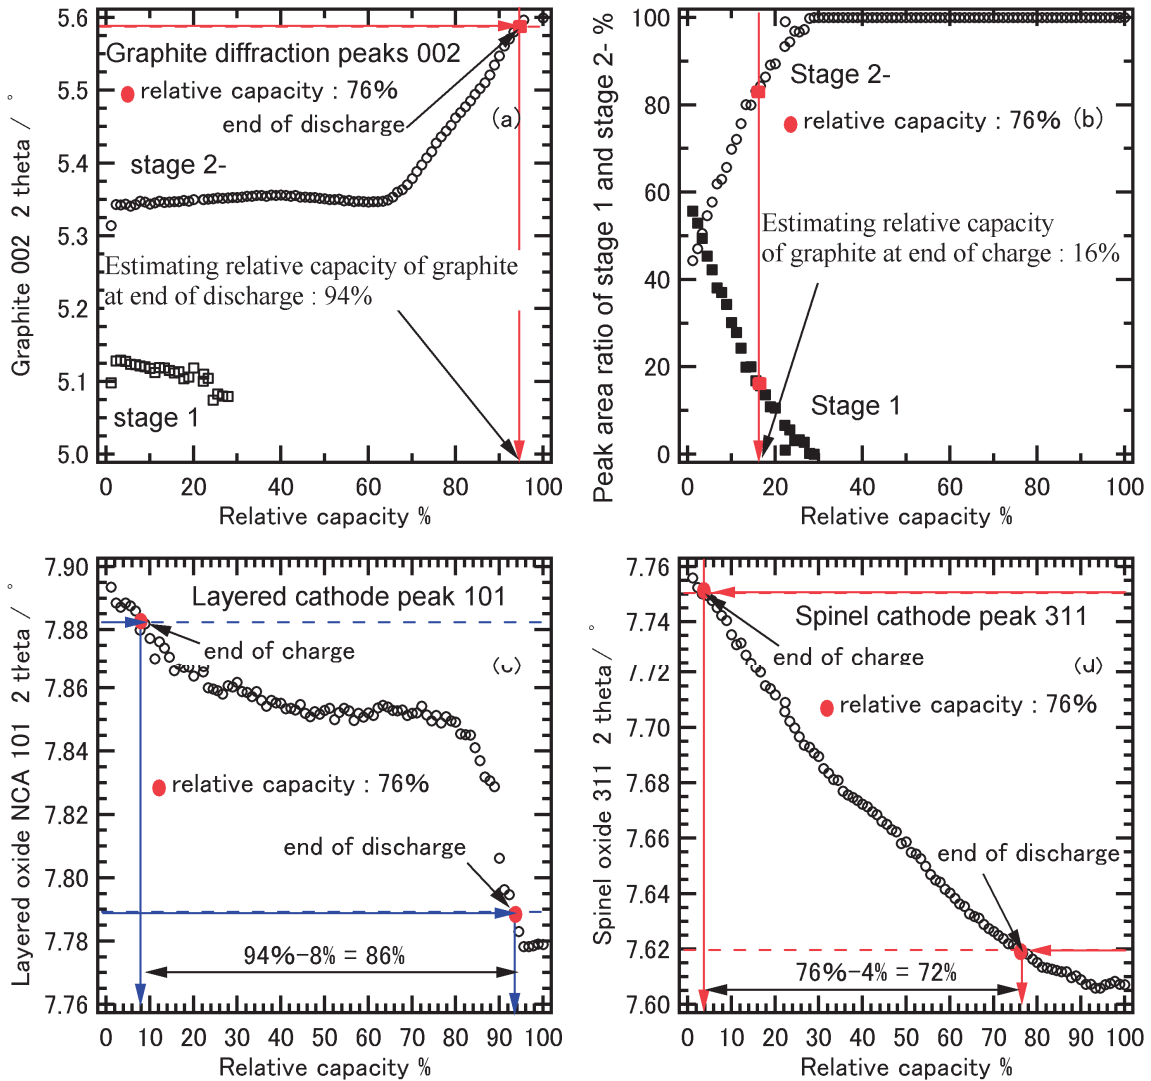 Graphite 002 2 theta / °
5.6
5.5
5.4
5.3
5.2
5.1
5.0
Graphite diffraction peaks 002
relative capacity : 76%
end of discharge
(a)
stage 2-
Estimating relative capacity of graphite
at end of discharge : 94%
stage 1
0 20 40 60 80 100
Relative capacity %
Peak area ratio of stage 1 and stage 2- %
100
80
60
40
20
0
Stage 2-
relative capacity : 76%
(b)
Estimating relative capacity
of graphite at end of charge : 16%
Stage 1
0 20 40 60 80 100
Relative capacity %
Layered oxide NCA 101 2 theta / °
7.90
7.88
7.86
7.84
7.82
7.80
7.78
7.76
Layered cathode peak 101
end of charge
(c)
relative capacity : 76%
end of discharge
94%-8% = 86%
0 10 20 30 40 50 60 70 80 90 100
Relative capacity %
Spinel oxide 311 2 theta / °
7.76
7.74
7.72
7.70
7.68
7.66
7.64
7.62
7.60
Spinel cathode peak 311
end of charge
(d)
relative capacity : 76%
end of discharge
76%-4% = 72%
0 10 20 30 40 50 60 70 80 90 100
Relative capacity %